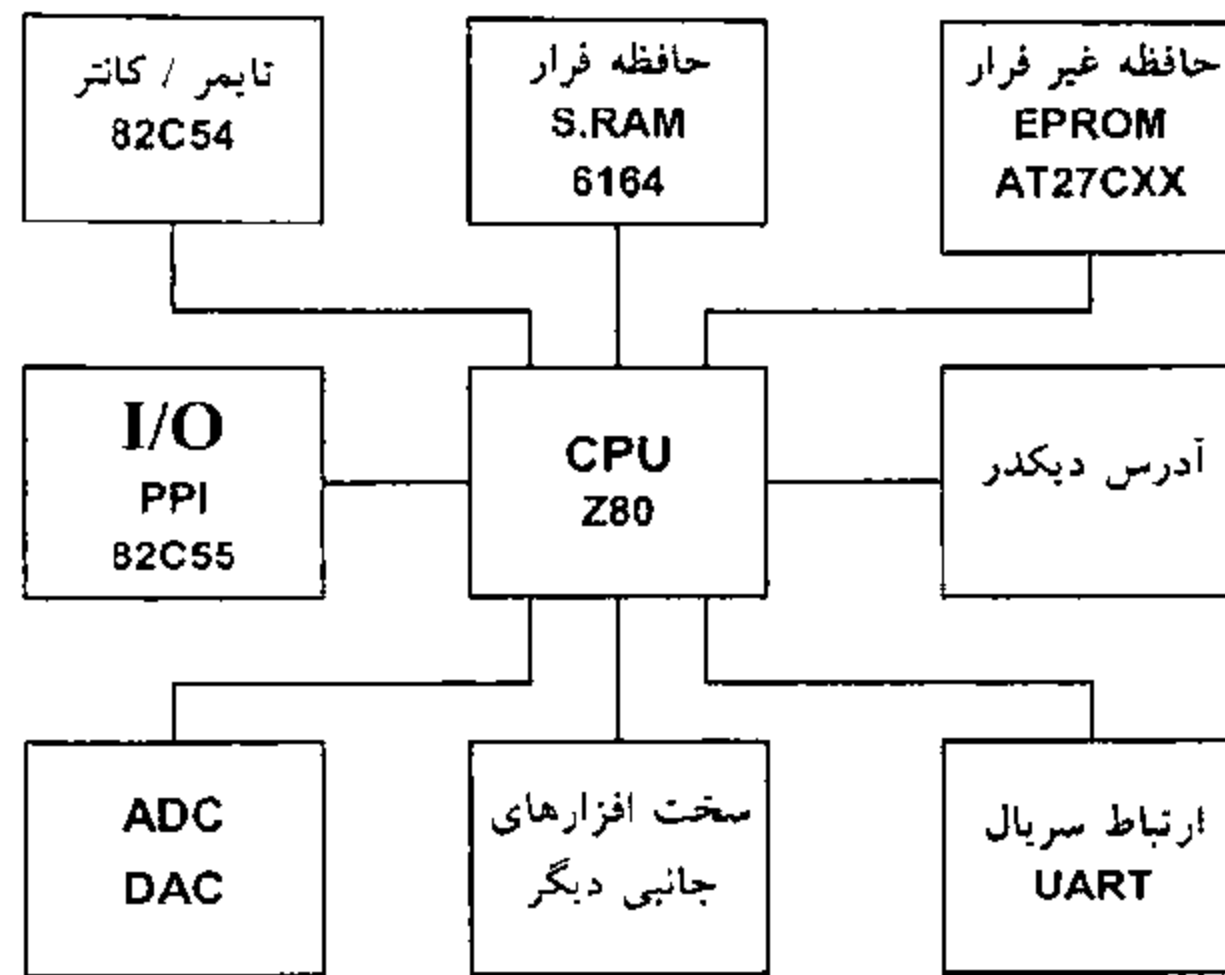 تایمر / کانتر
82C54
حافظه فرار
S.RAM
6164
حافظه غیر فرار
EPROM
AT27CXX
I/O
PPI
82C55
CPU
Z80
آدرس دیکدر
ADC
DAC
سخت افزارهای
جانبی دیگر
ارتباط سریال
UART